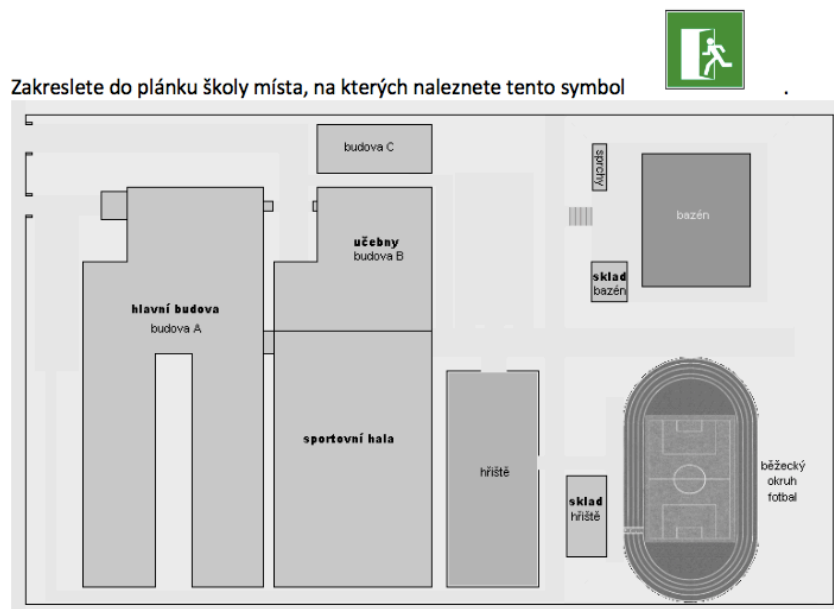 Zakreslete do plánku školy místa, na kterých naleznete tento symbol .
budova C
sprchy
bazén
učebny
budova B
sklad
bazén
hlavní budova
budova A
sportovní hala
hřiště
sklad
hřiště
běžecký
okruh
fotbal